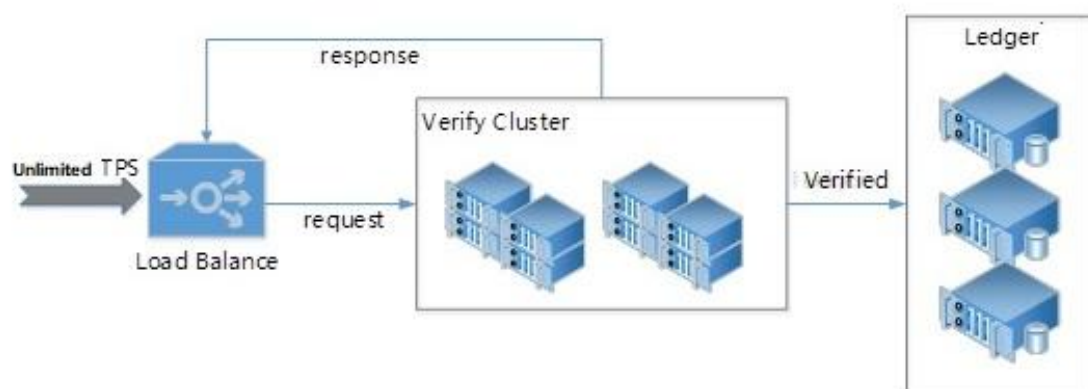 Ledger
response
Verify Cluster
Unlimited TPS
Verified
request
Load Balance